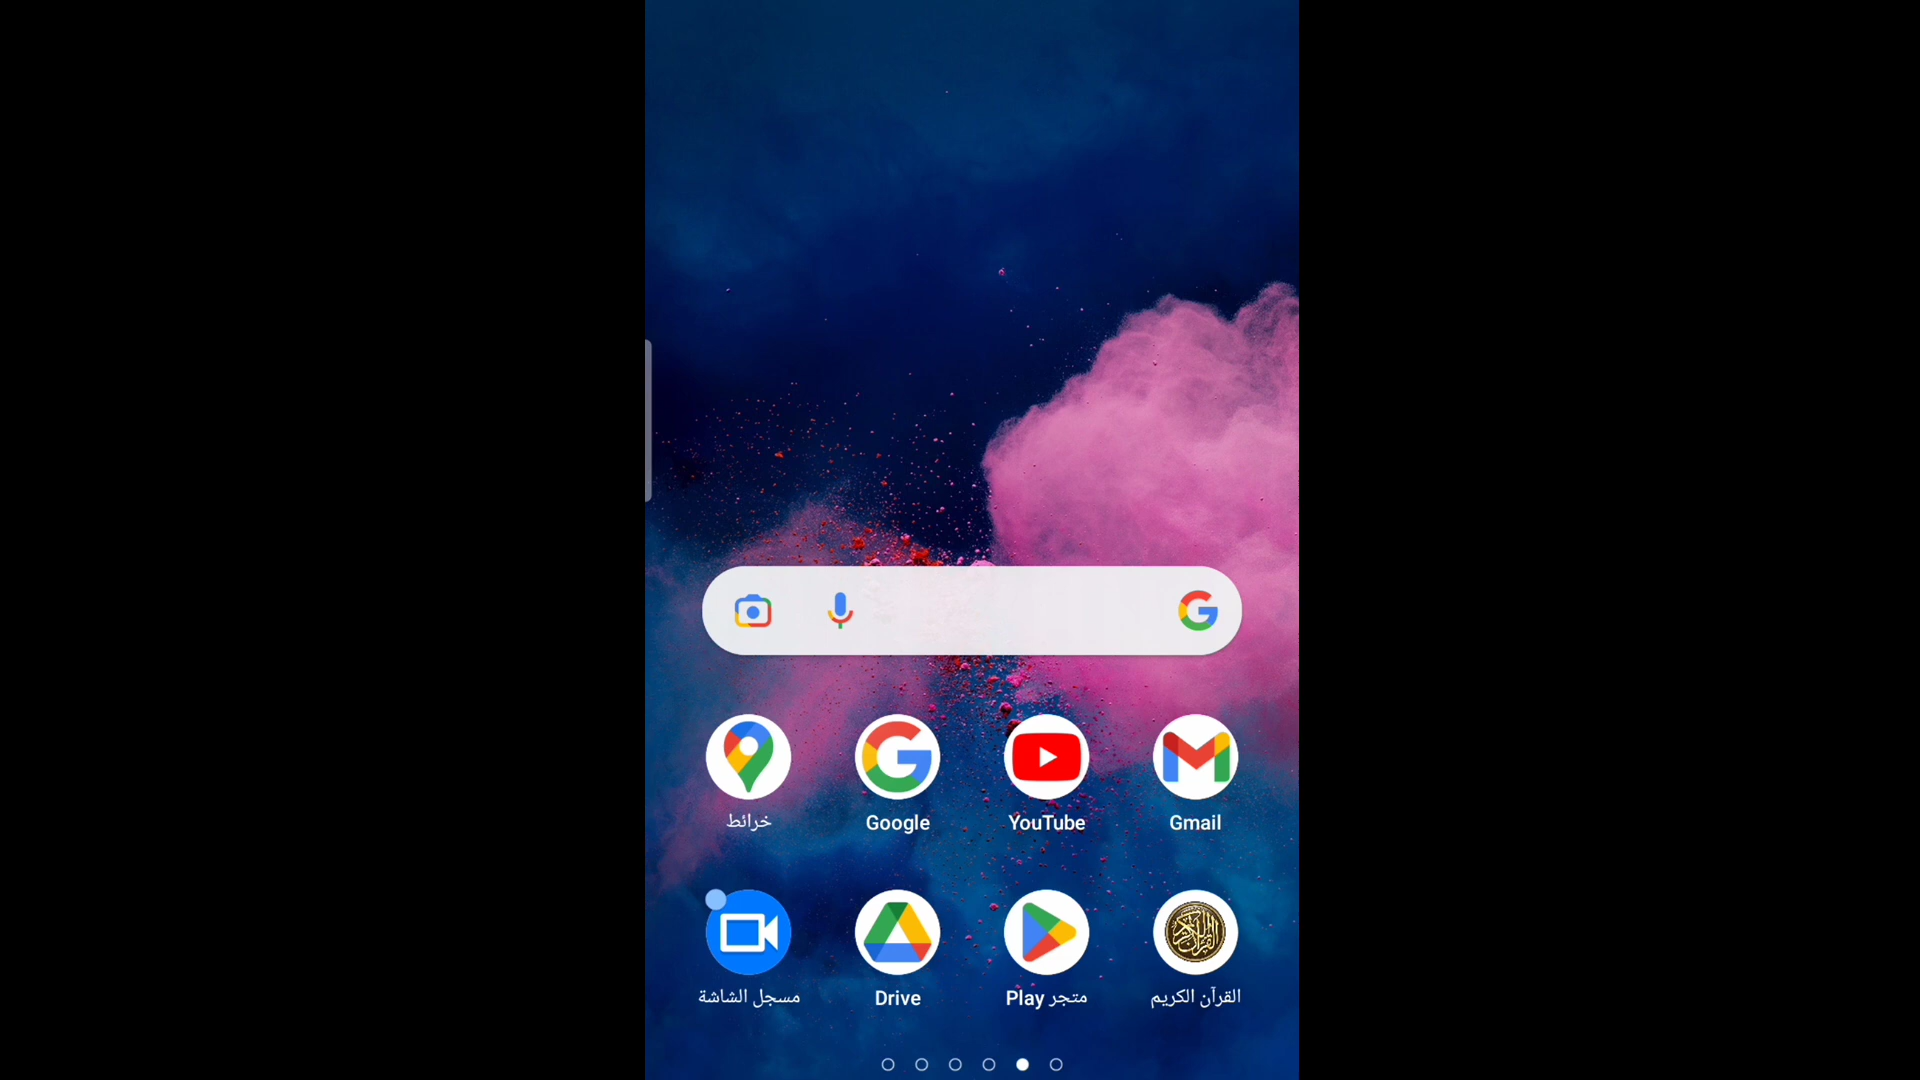 خرائط
Google
YouTube
Gmail
مسجل الشاشة
Drive
متجر Play
القرآن الكريم